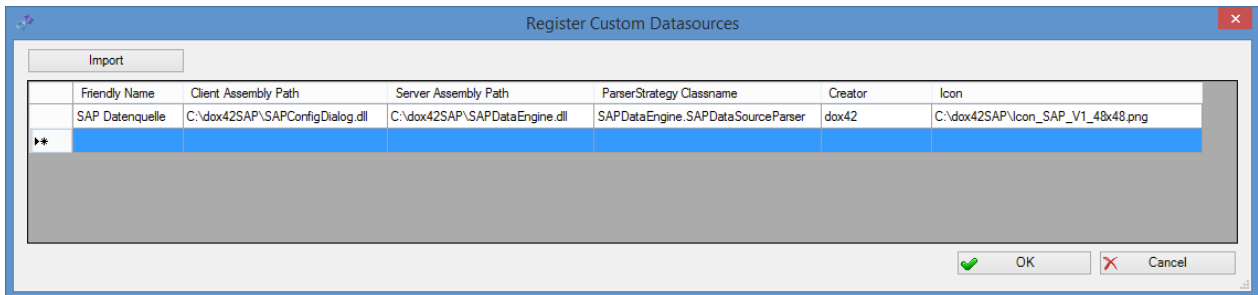 Register Custom Datasources
Import
Friendly Name Client Assembly Path Server Assembly Path ParserStrategy Classname Creator Icon
SAP Datenquelle C:\dox42SAP\SAPConfigDialog.dll C:\dox42SAP\SAPDataEngine.dll SAPDataEngine.SAPDataSourceParser dox42 C:\dox42SAP\Icon_SAP_V1_48x48.png
OK Cancel